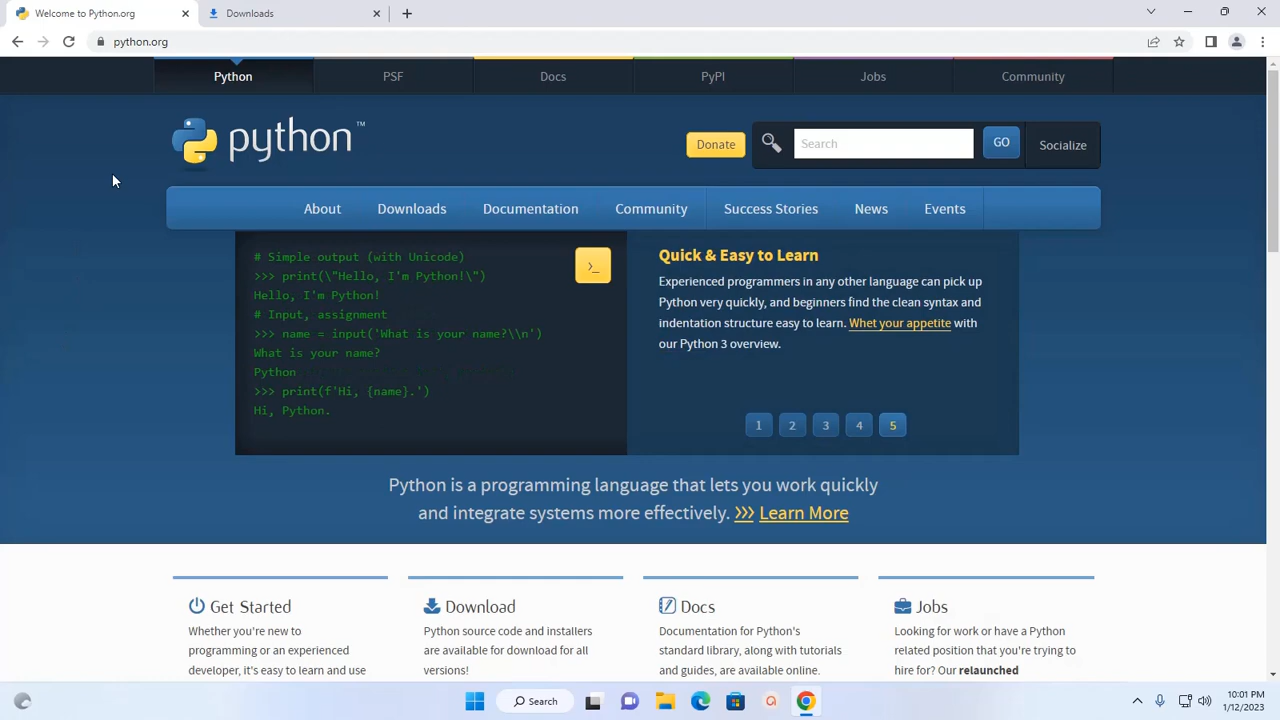 Welcome to Python.org
Downloads
python.org
Python
PSF
Docs
PyPI
Jobs
Community
python™
Donate
Search
GO
Socialize
About
Downloads
Documentation
Community
Success Stories
News
Events
# Simple output (with Unicode)
>>> print(\"Hello, I'm Python!\")
Hello, I'm Python!
# Input, assignment
>>> name = input('What is your name?\\n')
What is your name?
Python
>>> print(f'Hi, {name}.')
Hi, Python.
>_
Quick & Easy to Learn
Experienced programmers in any other language can pick up
Python very quickly, and beginners find the clean syntax and
indentation structure easy to learn. Whet your appetite with
our Python 3 overview.
1
2
3
4
5
Python is a programming language that lets you work quickly
and integrate systems more effectively. >>> Learn More
Get Started
Whether you're new to
programming or an experienced
developer, it's easy to learn and use
Download
Python source code and installers
are available for download for all
versions!
Docs
Documentation for Python's
standard library, along with tutorials
and guides, are available online.
Jobs
Looking for work or have a Python
related position that you're trying to
hire for? Our relaunched
Search
10:01 PM
1/12/2023